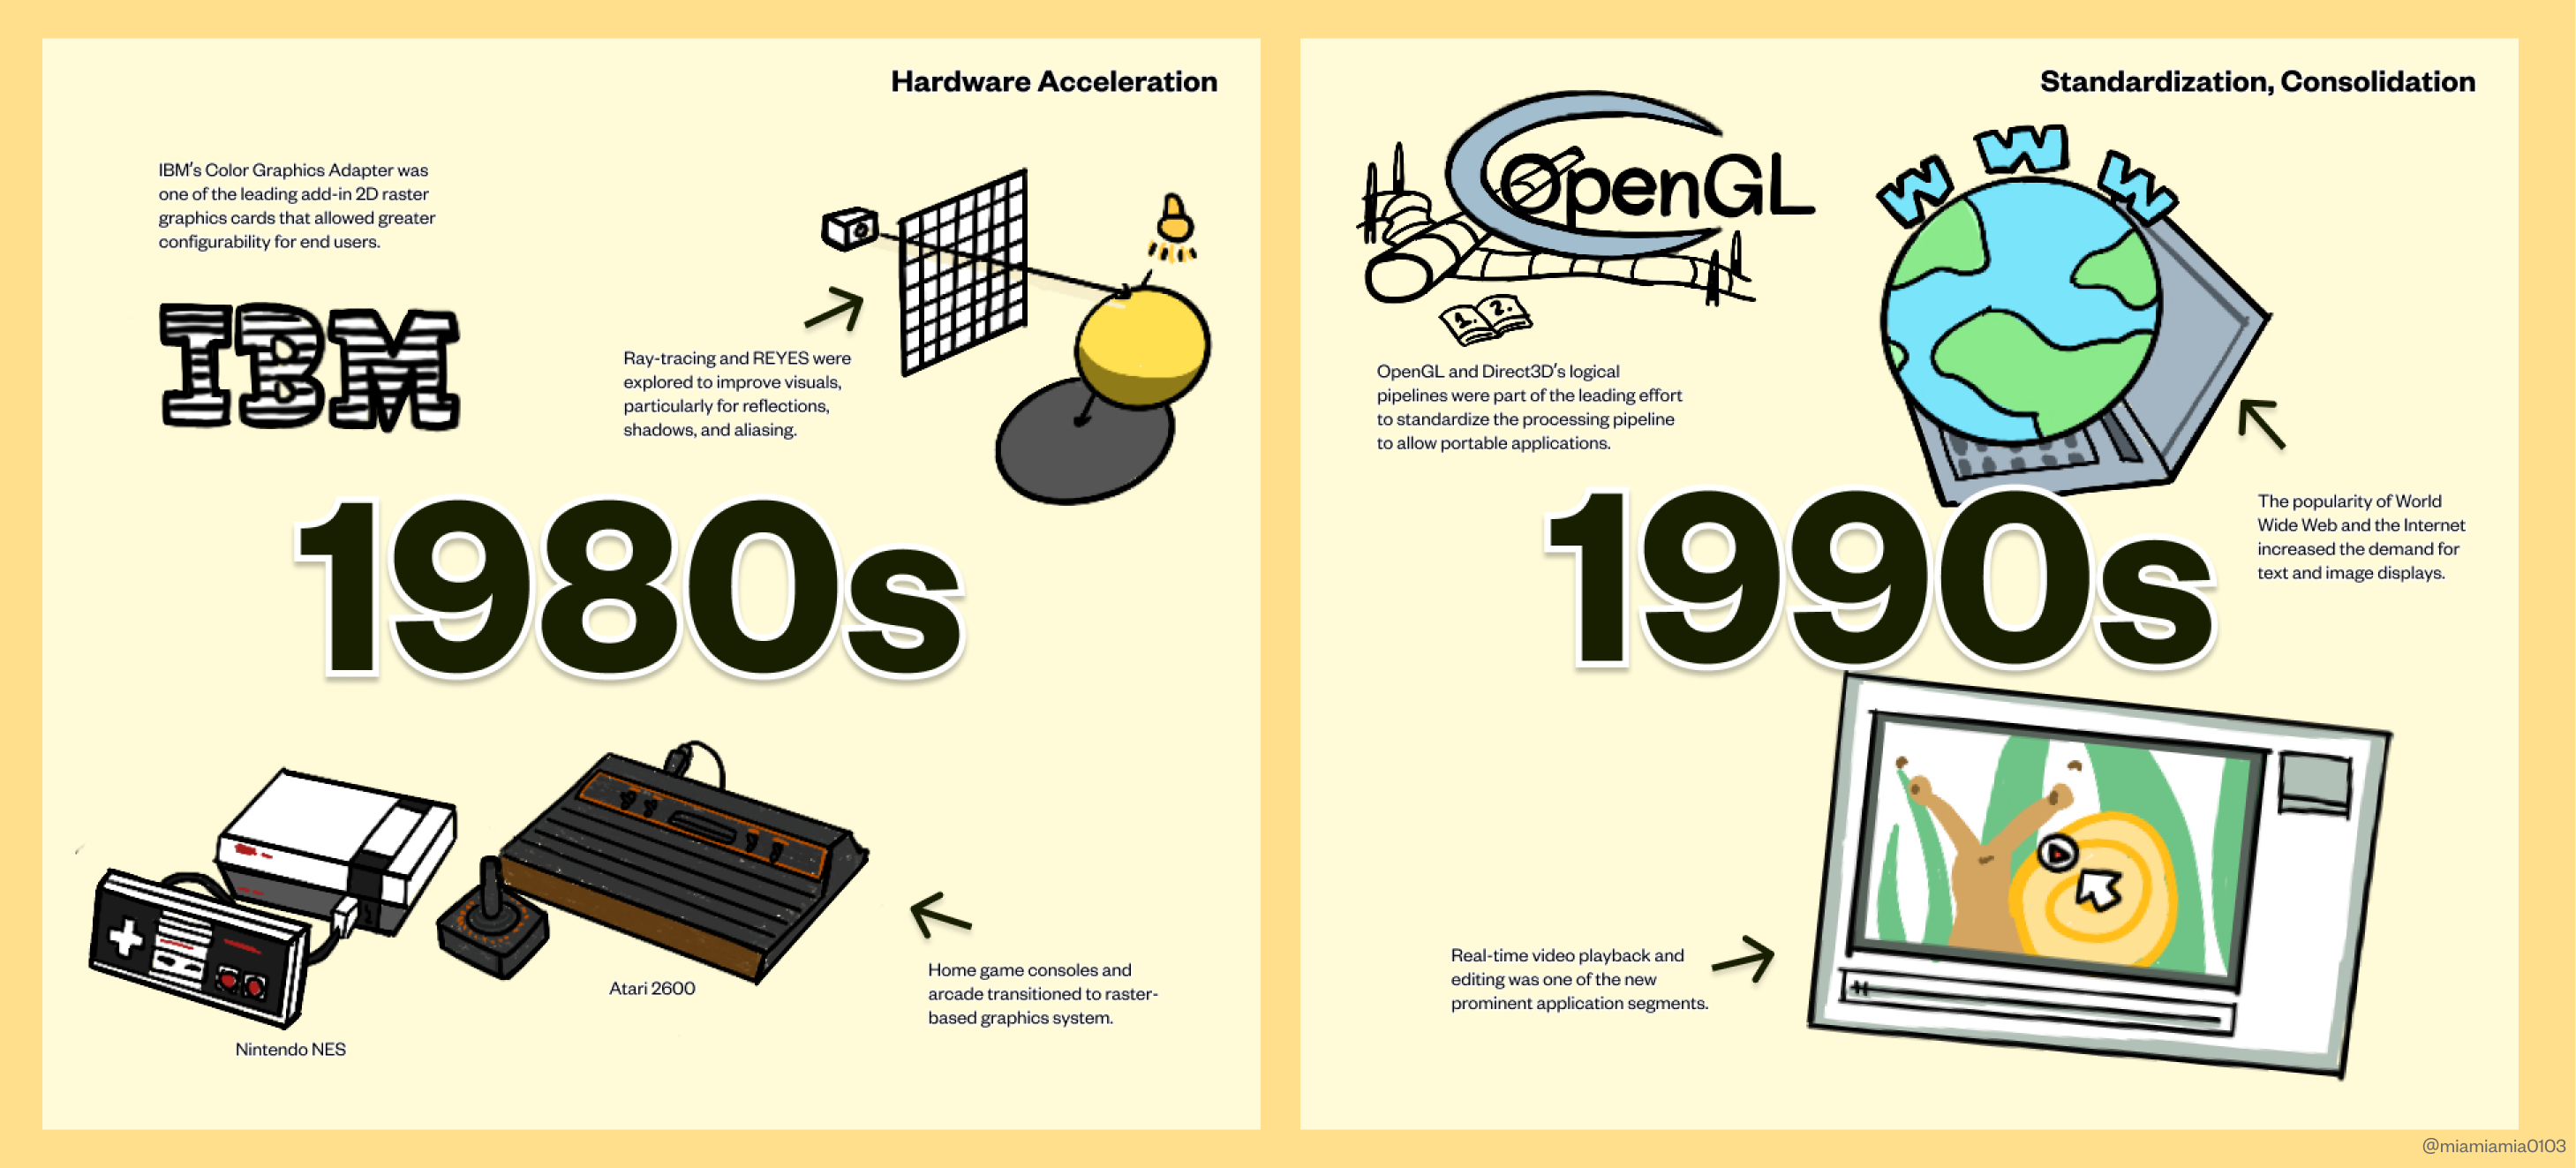 Hardware Acceleration
IBM's Color Graphics Adapter was
one of the leading add-in 2D raster
graphics cards that allowed greater
configurability for end users.
IBM
Ray-tracing and REYES were
explored to improve visuals,
particularly for reflections,
shadows, and aliasing.
1980s
Atari 2600
Nintendo NES
Home game consoles and
arcade transitioned to raster-
based graphics system.
Standardization, Consolidation
OpenGL
W W W
1. 2.
OpenGL and Direct3D's logical
pipelines were part of the leading effort
to standardize the processing pipeline
to allow portable applications.
1990s
The popularity of World
Wide Web and the Internet
increased the demand for
text and image displays.
Real-time video playback and
editing was one of the new
prominent application segments.
@miamiamia0103